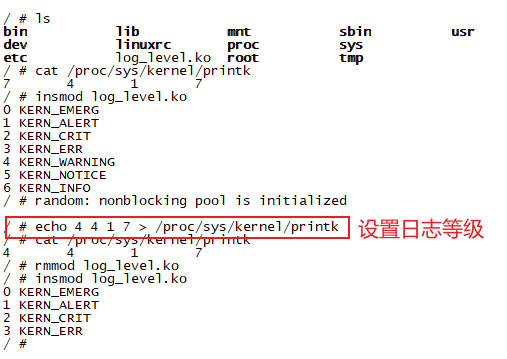 / # ls
bin lib mnt sbin usr
dev linuxrc proc sys
etc log_level.ko root tmp
/ # cat /proc/sys/kernel/printk
7 4 1 7
/ # insmod log_level.ko
0 KERN_EMERG
1 KERN_ALERT
2 KERN_CRIT
3 KERN_ERR
4 KERN_WARNING
5 KERN_NOTICE
6 KERN_INFO
/ # random: nonblocking pool is initialized
/ # echo 4 4 1 7 > /proc/sys/kernel/printk 设置日志等级
/ # cat /proc/sys/kernel/printk
4 4 1 7
/ # rmmod log_level.ko
/ # insmod log_level.ko
0 KERN_EMERG
1 KERN_ALERT
2 KERN_CRIT
3 KERN_ERR
/ #